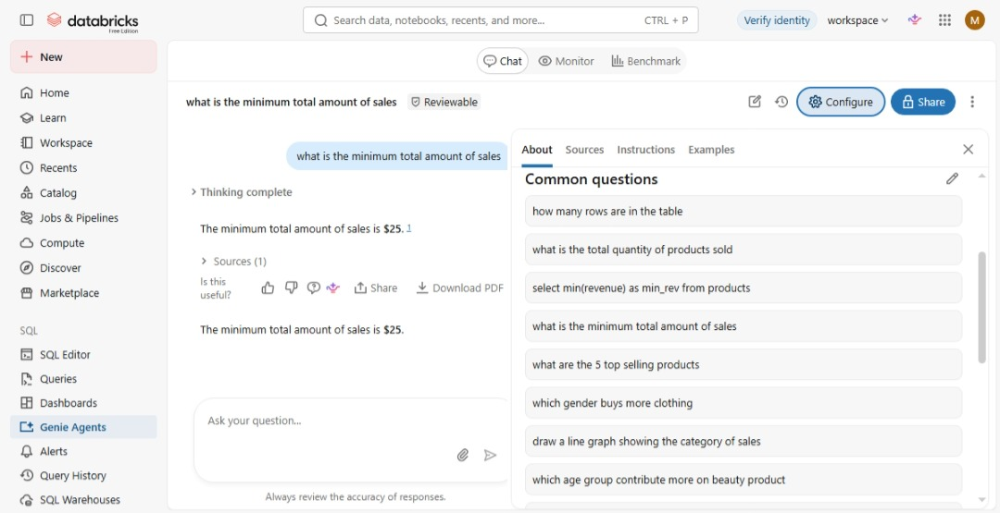 databricks
Free Edition
Search data, notebooks, recents, and more...
CTRL + P
Verify identity
workspace
M
New
Home
Learn
Workspace
Recents
Catalog
Jobs & Pipelines
Compute
Discover
Marketplace
SQL
SQL Editor
Queries
Dashboards
Genie Agents
Alerts
Query History
SQL Warehouses
Chat
Monitor
Benchmark
what is the minimum total amount of sales
Reviewable
Configure
Share
what is the minimum total amount of sales
Thinking complete
The minimum total amount of sales is $25. 1
Sources (1)
Is this
useful?
Share
Download PDF
The minimum total amount of sales is $25.
Ask your question...
Always review the accuracy of responses.
About
Sources
Instructions
Examples
Common questions
how many rows are in the table
what is the total quantity of products sold
select min(revenue) as min_rev from products
what is the minimum total amount of sales
what are the 5 top selling products
which gender buys more clothing
draw a line graph showing the category of sales
which age group contribute more on beauty product